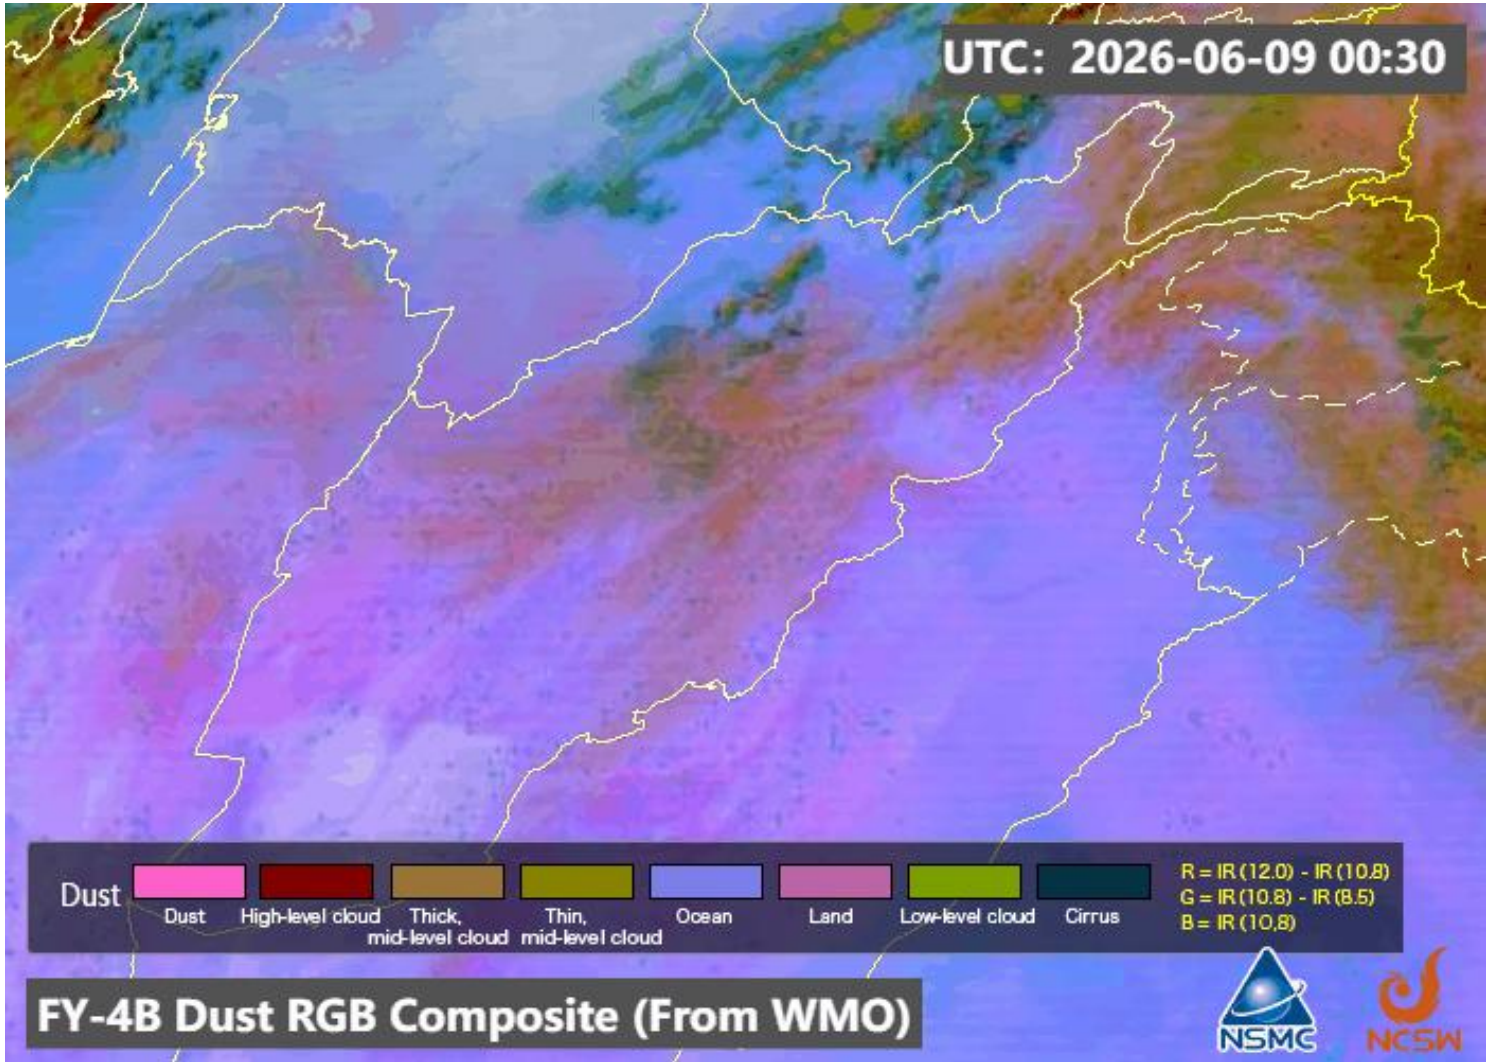 UTC: 2026-06-09 00:30
Dust
Dust
High-level cloud
Thick,
mid-level cloud
Thin,
mid-level cloud
Ocean
Land
Low-level cloud
Cirrus
R = IR (12.0) - IR (10.8)
G = IR (10.8) - IR (8.5)
B = IR (10,8)
FY-4B Dust RGB Composite (From WMO)
NSMC
NCSW